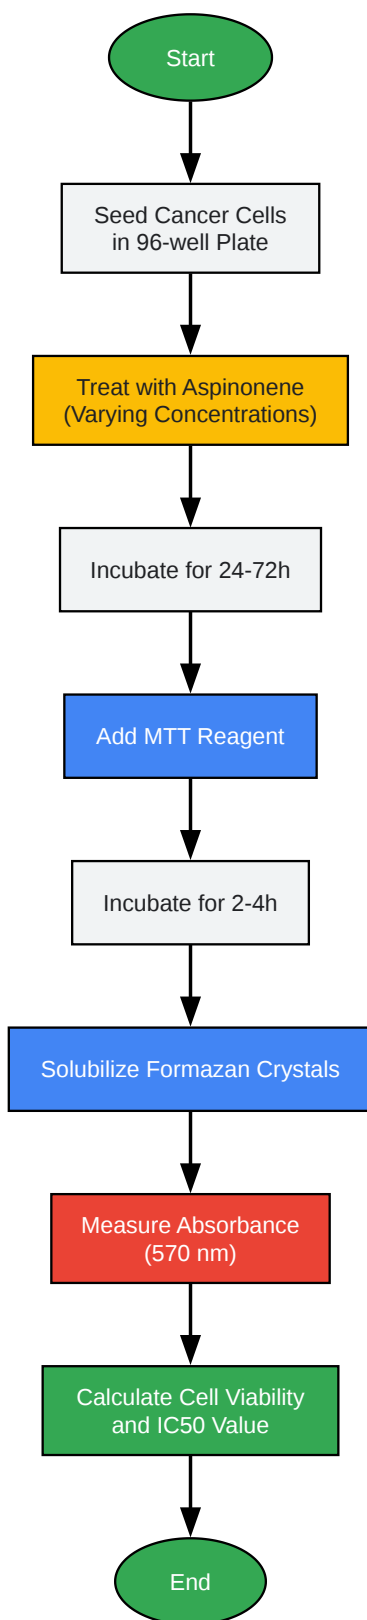 Start
Seed Cancer Cells
in 96-well Plate
Treat with Aspinonene
(Varying Concentrations)
Incubate for 24-72h
Add MTT Reagent
Incubate for 2-4h
Solubilize Formazan Crystals
Measure Absorbance
(570 nm)
Calculate Cell Viability
and IC50 Value
End